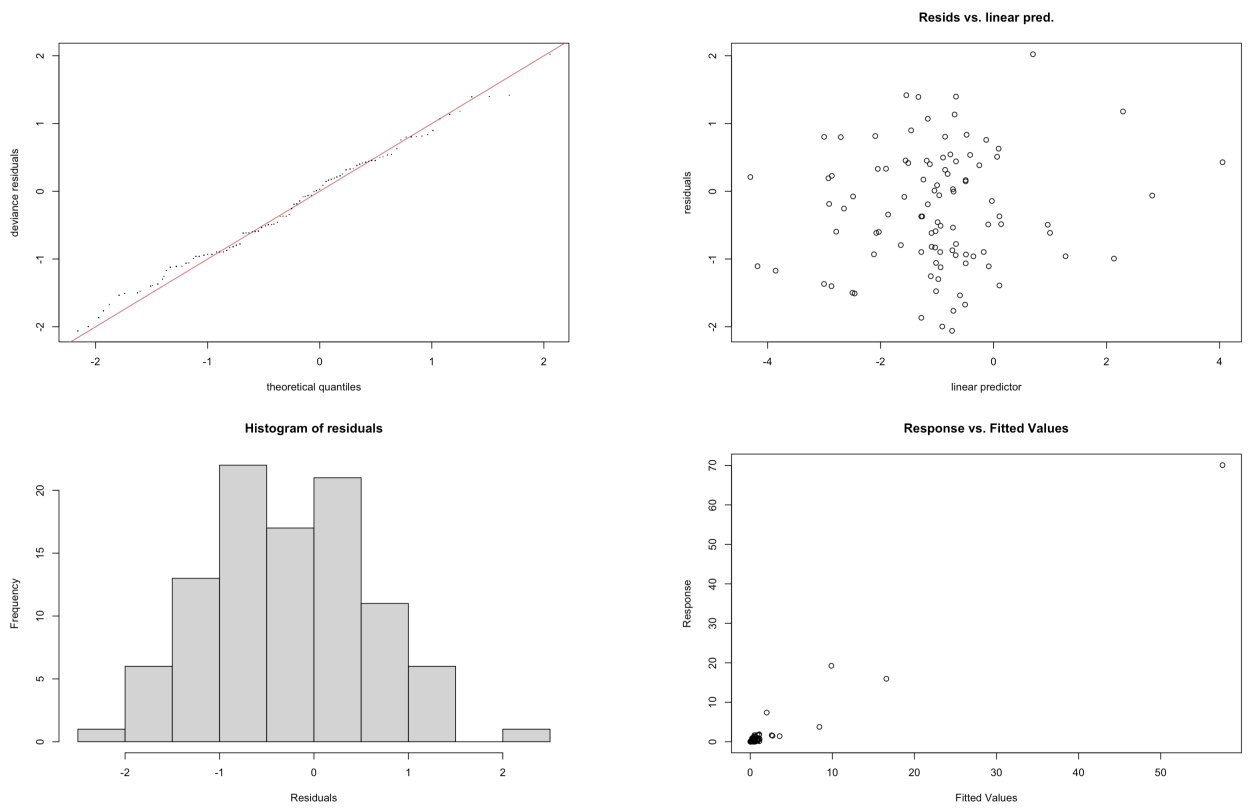 deviance residuals
2
1
0
-1
-2
-2 -1 0 1 2
theoretical quantiles
Resids vs. linear pred.
residuals
2
1
0
-1
-2
-4 -2 0 2 4
linear predictor
Histogram of residuals
Frequency
20
15
10
5
0
-2 -1 0 1 2
Residuals
Response vs. Fitted Values
Response
70
60
50
40
30
20
10
0
0 10 20 30 40 50
Fitted Values